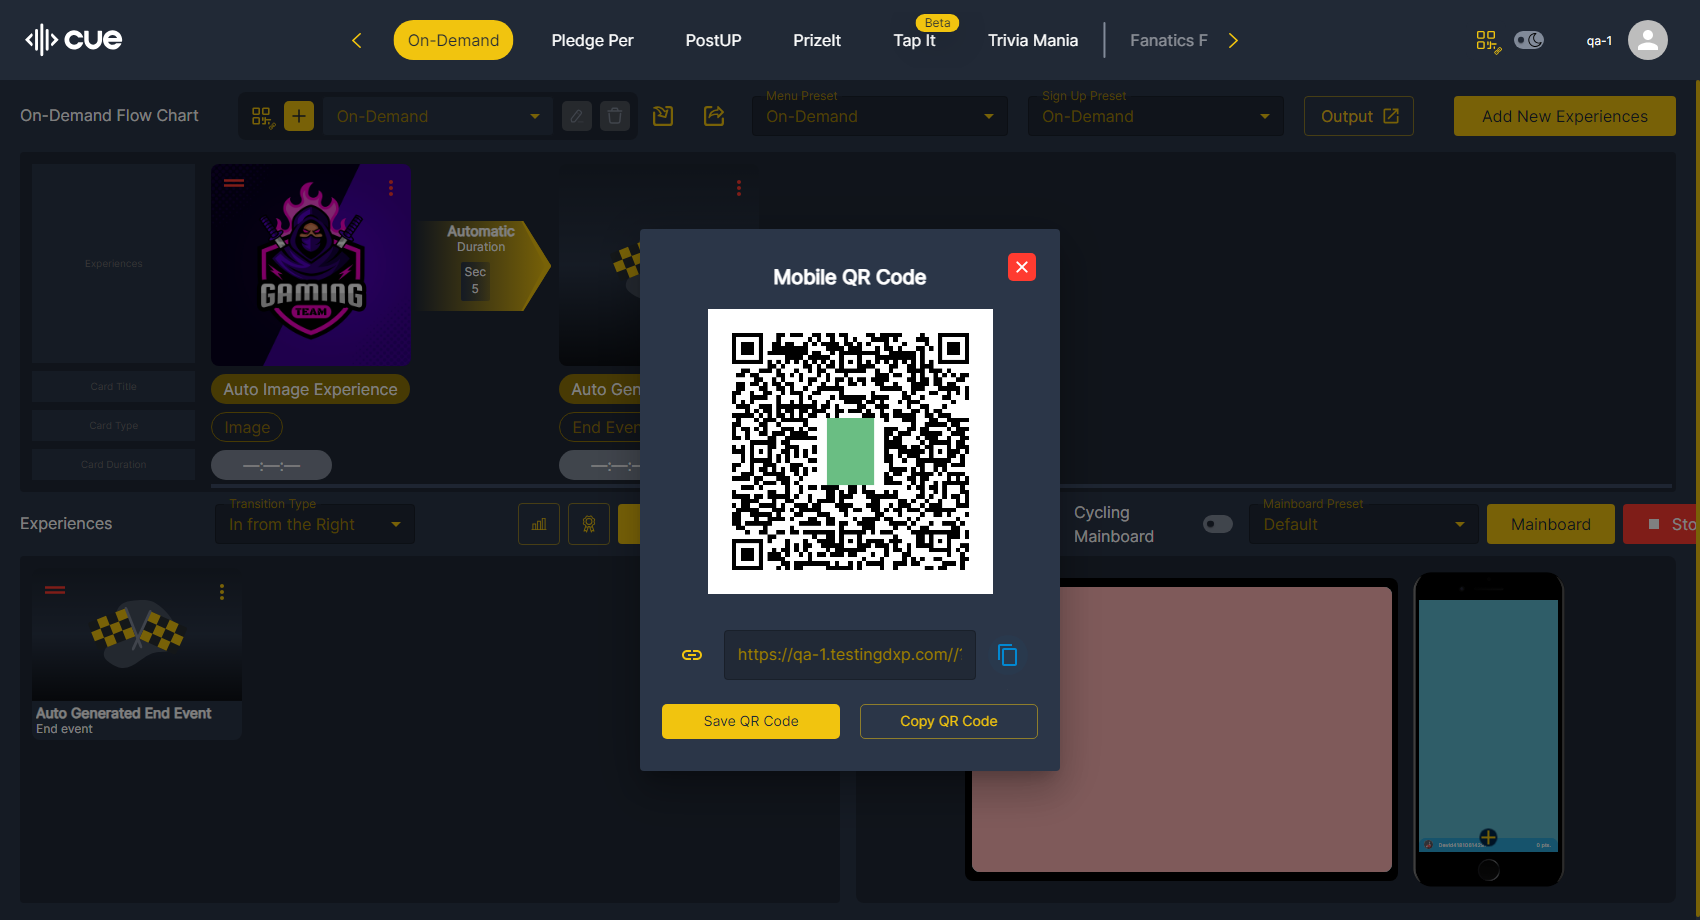 cue
On-Demand
Pledge Per
PostUP
PrizeIt
Beta
Tap It
Trivia Mania
Fanatics F
qa-1
On-Demand Flow Chart
On-Demand
Menu Preset
On-Demand
Sign Up Preset
On-Demand
Output
Add New Experiences
Experiences
Card Title
Card Type
Card Duration
GAMING
TEAM
Auto Image Experience
Image
—:—:—
Automatic
Duration
Sec
5
Auto Gen
End Even
—:—:—
Mobile QR Code
https://qa-1.testingdxp.com//
Save QR Code
Copy QR Code
Experiences
Transition Type
In from the Right
Cycling
Mainboard
Mainboard Preset
Default
Mainboard
Sto
Auto Generated End Event
End event
0 pts.